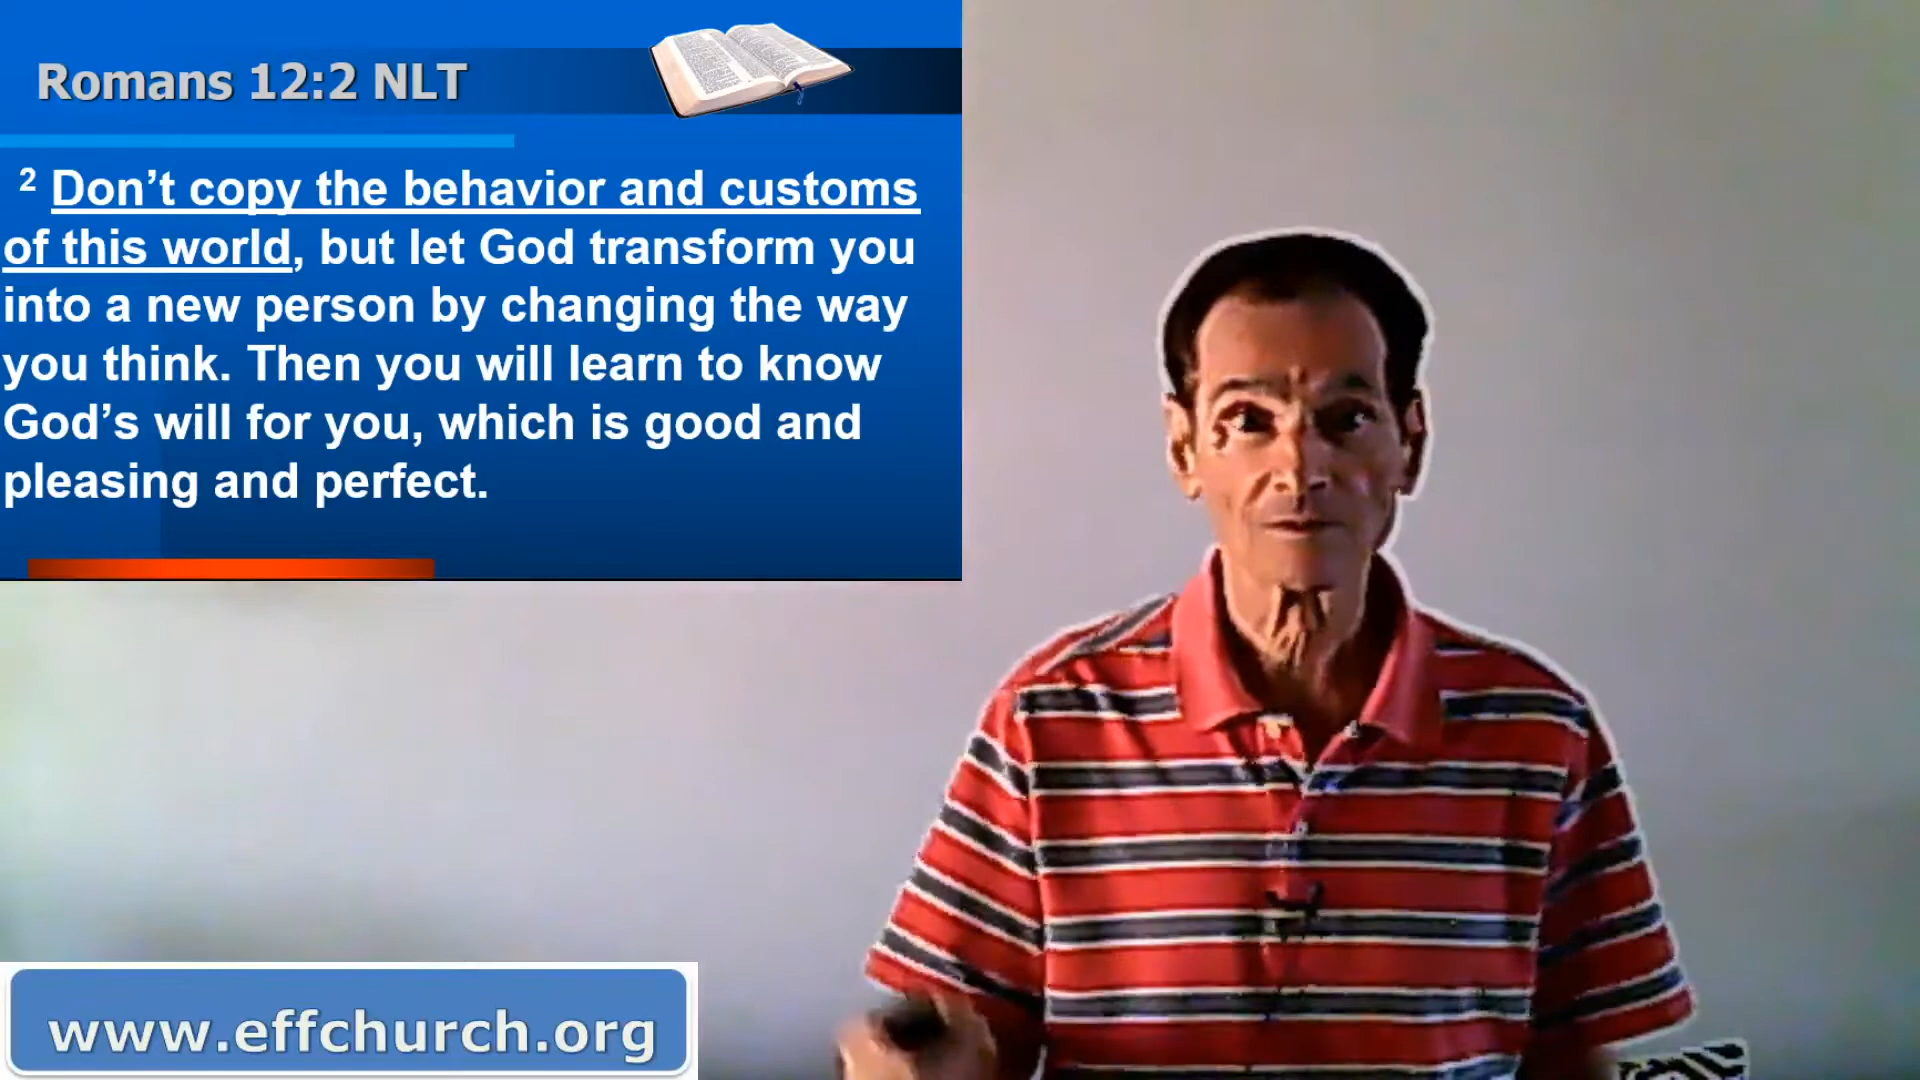 Romans 12:2 NLT
2 Don’t copy the behavior and customs
of this world, but let God transform you
into a new person by changing the way
you think. Then you will learn to know
God’s will for you, which is good and
pleasing and perfect.
www.effchurch.org